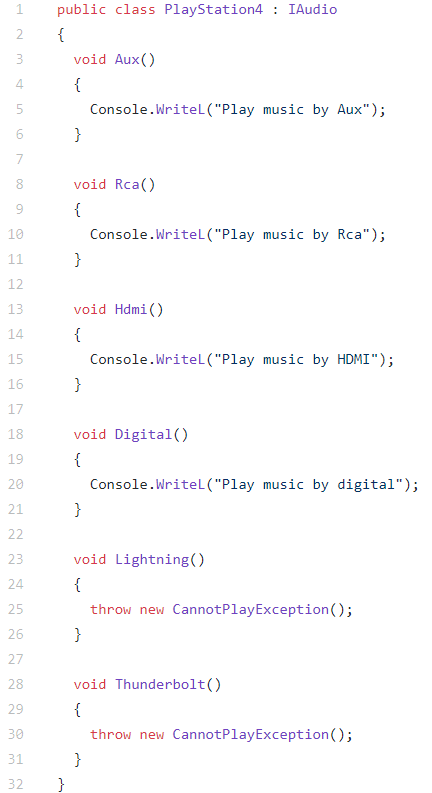 1 public class PlayStation4 : IAudio
2 {
3 void Aux()
4 {
5 Console.WriteL("Play music by Aux");
6 }
7
8 void Rca()
9 {
10 Console.WriteL("Play music by Rca");
11 }
12
13 void Hdmi()
14 {
15 Console.WriteL("Play music by HDMI");
16 }
17
18 void Digital()
19 {
20 Console.WriteL("Play music by digital");
21 }
22
23 void Lightning()
24 {
25 throw new CannotPlayException();
26 }
27
28 void Thunderbolt()
29 {
30 throw new CannotPlayException();
31 }
32 }